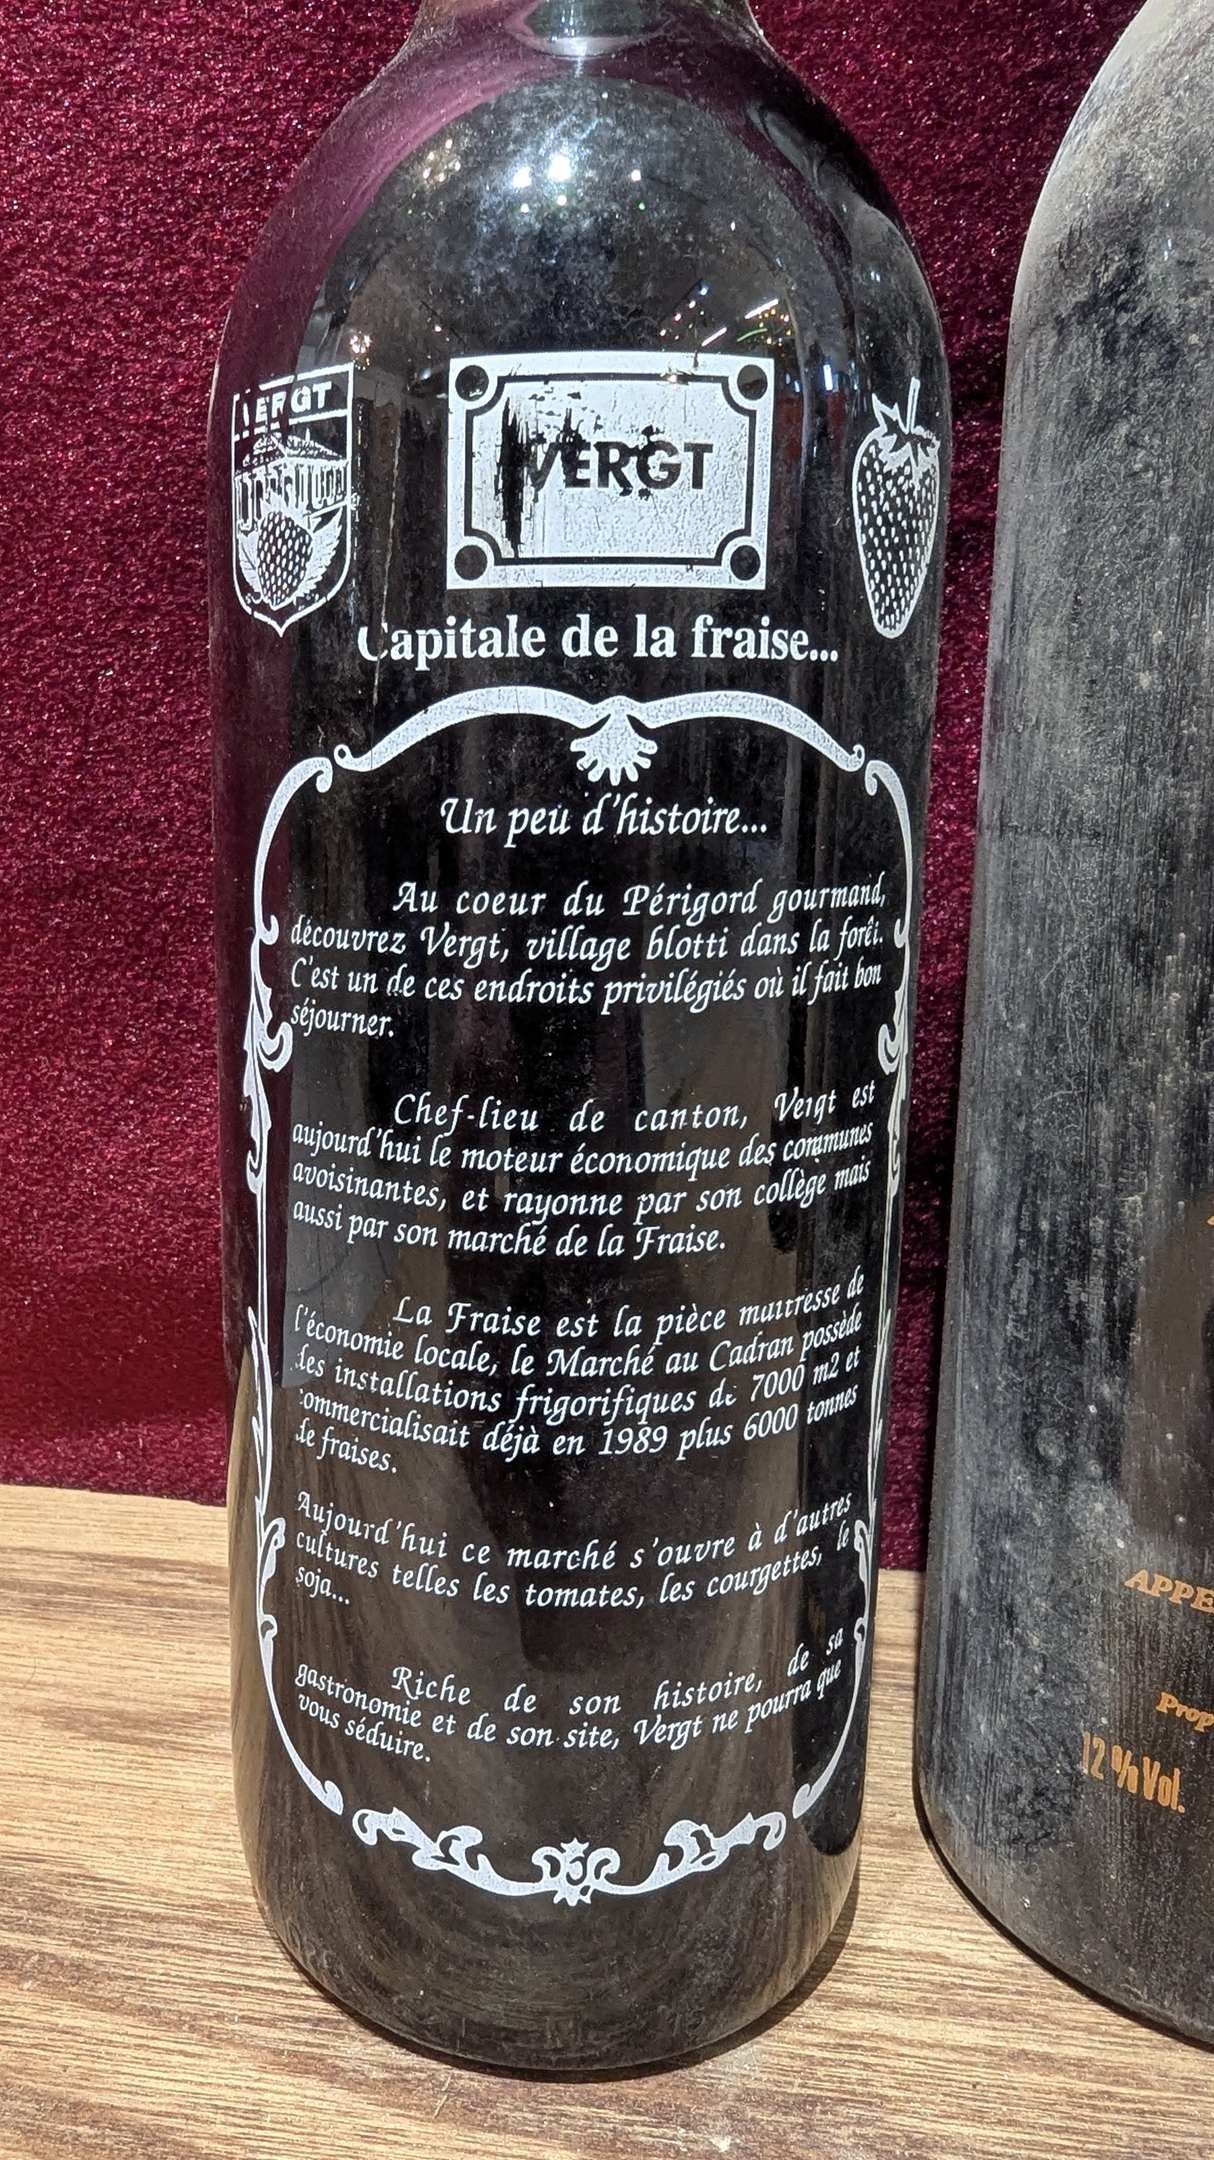 VERGT
VERGT
Capitale de la fraise...
Un peu d'histoire...
Au coeur du Périgord gourmand,
découvrez Vergt, village blotti dans la forêt.
C'est un de ces endroits privilégiés où il fait bon
séjourner.
Chef-lieu de canton, Vergt est
aujourd'hui le moteur économique des communes
avoisinantes, et rayonne par son collège mais
aussi par son marché de la Fraise.
La Fraise est la pièce maitresse de
l'économie locale, le Marché au Cadran possède
des installations frigorifiques de 7000 m2 et
commercialisait déjà en 1989 plus 6000 tonnes
de fraises.
Aujourd'hui ce marché s'ouvre à d'autres
cultures telles les tomates, les courgettes, le
soja...
Riche de son histoire, de sa
gastronomie et de son site, Vergt ne pourra que
vous séduire.
APPE
Prop
12 % Vol.